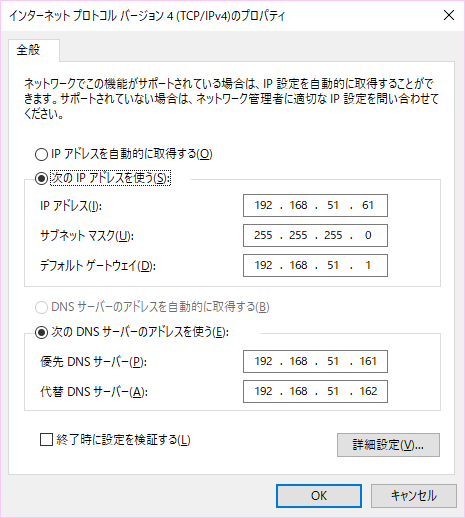 インターネット プロトコル バージョン 4 (TCP/IPv4)のプロパティ
全般
ネットワークでこの機能がサポートされている場合は、IP 設定を自動的に取得することがで
きます。サポートされていない場合は、ネットワーク管理者に適切な IP 設定を問い合わせて
ください。
IP アドレスを自動的に取得する(O)
次の IP アドレスを使う(S):
IP アドレス(I): 192 . 168 . 51 . 61
サブネット マスク(U): 255 . 255 . 255 . 0
デフォルト ゲートウェイ(D): 192 . 168 . 51 . 1
DNS サーバーのアドレスを自動的に取得する(B)
次の DNS サーバーのアドレスを使う(E):
優先 DNS サーバー(P): 192 . 168 . 51 . 161
代替 DNS サーバー(A): 192 . 168 . 51 . 162
終了時に設定を検証する(L)
詳細設定(V)...
OK キャンセル